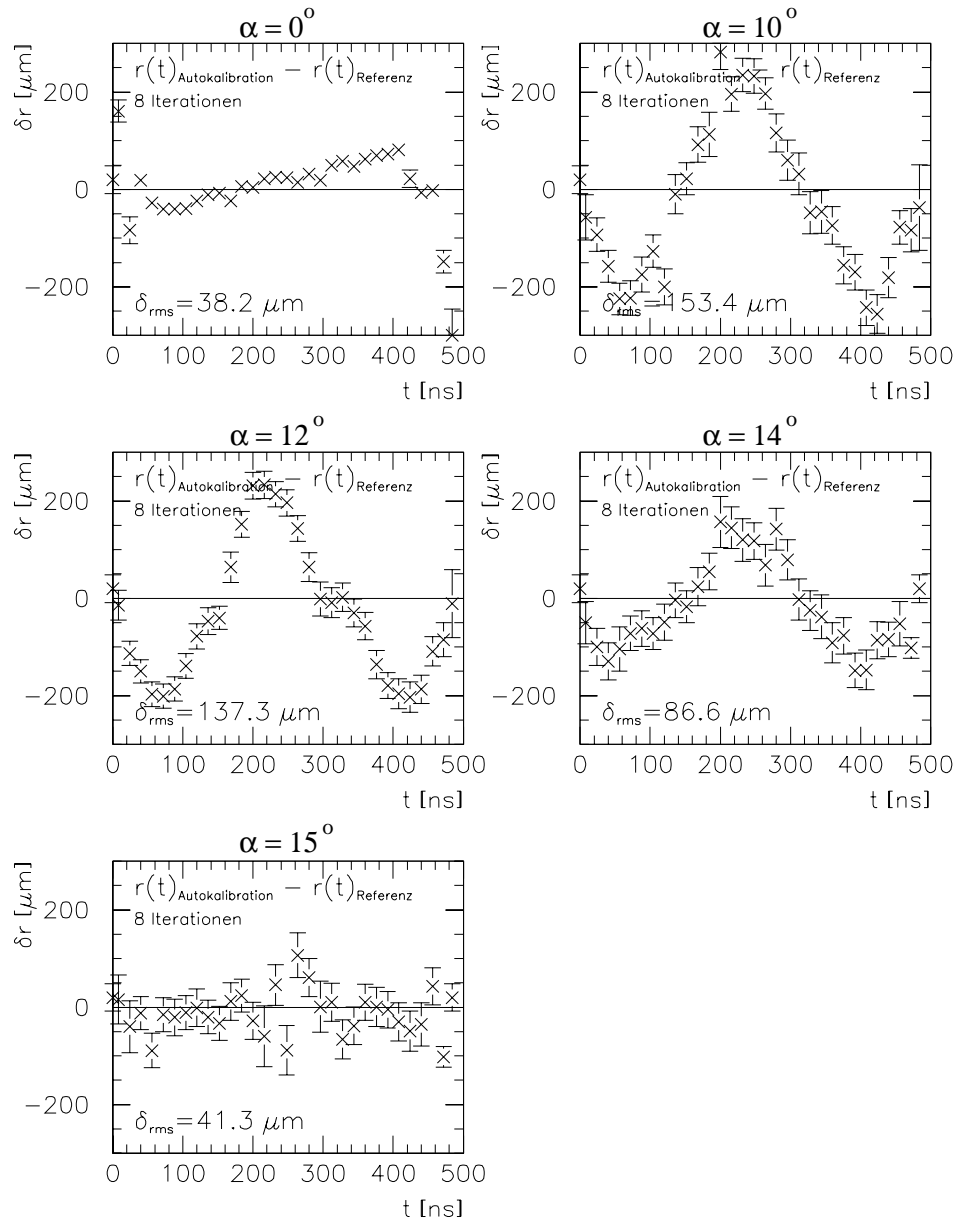 α = 0°
δr [μm]
r(t)Autokalibration − r(t)Referenz
8 Iterationen
200
0
−200
δrms=38.2 μm
0 100 200 300 400 500
t [ns]
α = 10°
δr [μm]
r(t)Autokalibration r(t)Referenz
8 Iterationen
200
0
−200
δrms=153.4 μm
0 100 200 300 400 500
t [ns]
α = 12°
δr [μm]
r(t)Autokalibration − r(t)Referenz
8 Iterationen
200
0
−200
δrms=137.3 μm
0 100 200 300 400 500
t [ns]
α = 14°
δr [μm]
r(t)Autokalibration − r(t)Referenz
8 Iterationen
200
0
−200
δrms=86.6 μm
0 100 200 300 400 500
t [ns]
α = 15°
δr [μm]
r(t)Autokalibration − r(t)Referenz
8 Iterationen
200
0
−200
δrms=41.3 μm
0 100 200 300 400 500
t [ns]